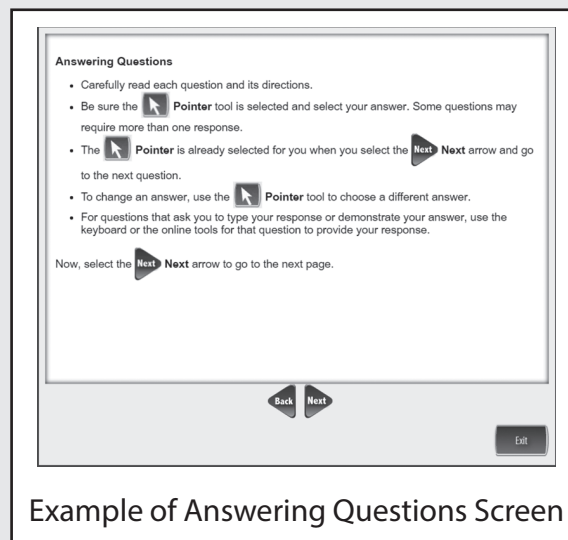 Answering Questions
• Carefully read each question and its directions.
• Be sure the Pointer tool is selected and select your answer. Some questions may
require more than one response.
• The Pointer is already selected for you when you select the Next Next arrow and go
to the next question.
• To change an answer, use the Pointer tool to choose a different answer.
• For questions that ask you to type your response or demonstrate your answer, use the
keyboard or the online tools for that question to provide your response.
Now, select the Next Next arrow to go to the next page.
Back Next
Exit
Example of Answering Questions Screen